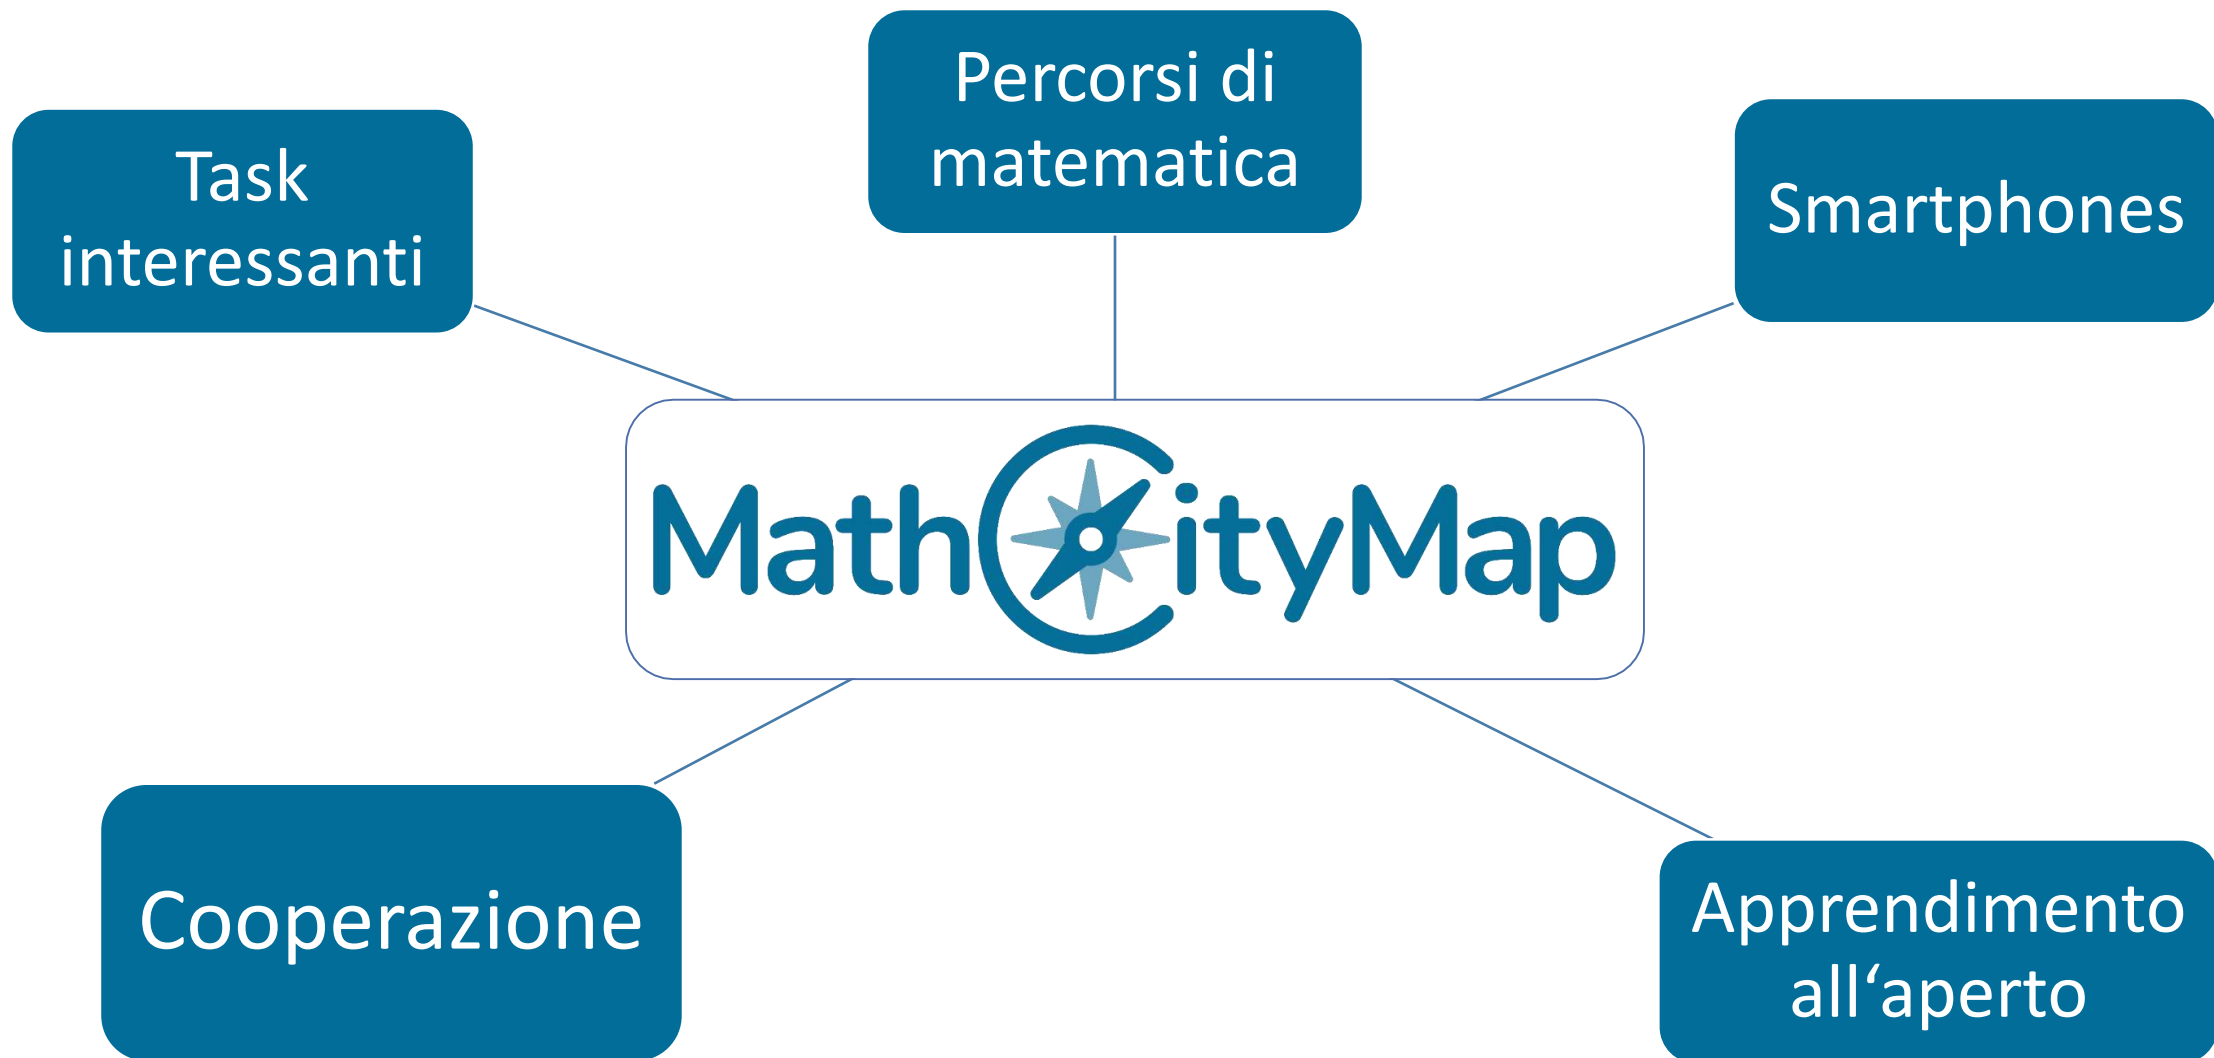 Percorsi di
matematica
Task
interessanti
Smartphones
MathCityMap
Cooperazione
Apprendimento
all‘aperto